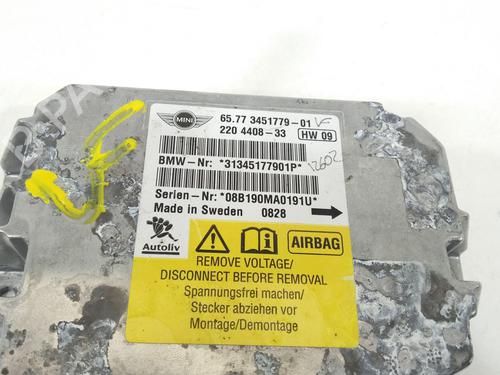 MINI
65.77 3451779-01
220 4408-33 HW 09
BMW-Nr: *31345177901P*
12602
Serien-Nr: *08B190MA0191U*
Made in Sweden 0828
Autoliv
AIRBAG
REMOVE VOLTAGE/
DISCONNECT BEFORE REMOVAL
Spannungsfrei machen/
Stecker abziehen vor
Montage/Demontage